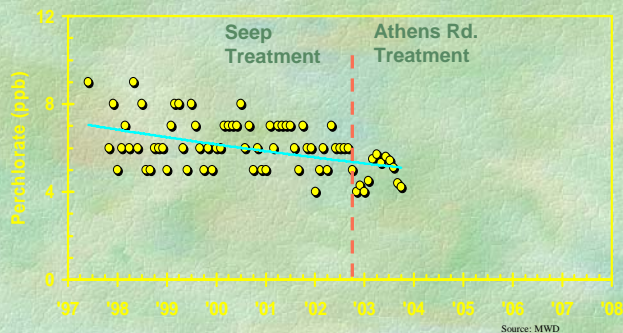 12
Seep
Treatment
Athens Rd.
Treatment
8
Perchlorate (ppb)
4
0
'97 '98 '99 '00 '01 '02 '03 '04 '05 '06 '07 '08
Source: MWD